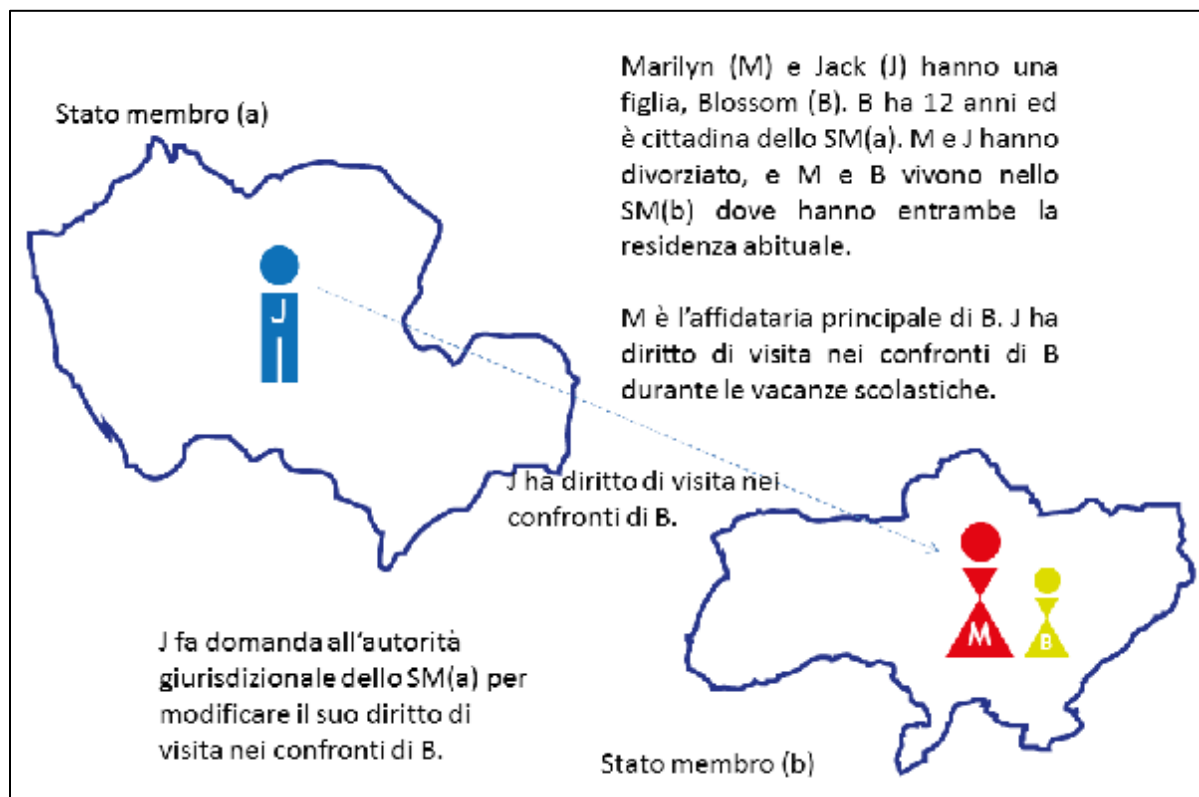 Stato membro (a)
Marilyn (M) e Jack (J) hanno una
figlia, Blossom (B). B ha 12 anni ed
è cittadina dello SM(a). M e J hanno
divorziato, e M e B vivono nello
SM(b) dove hanno entrambe la
residenza abituale.
M è l'affidataria principale di B. J ha
diritto di visita nei confronti di B
durante le vacanze scolastiche.
J
J ha diritto di visita nei
confronti di B.
M
B
J fa domanda all'autorità
giurisdizionale dello SM(a) per
modificare il suo diritto di
visita nei confronti di B.
Stato membro (b)